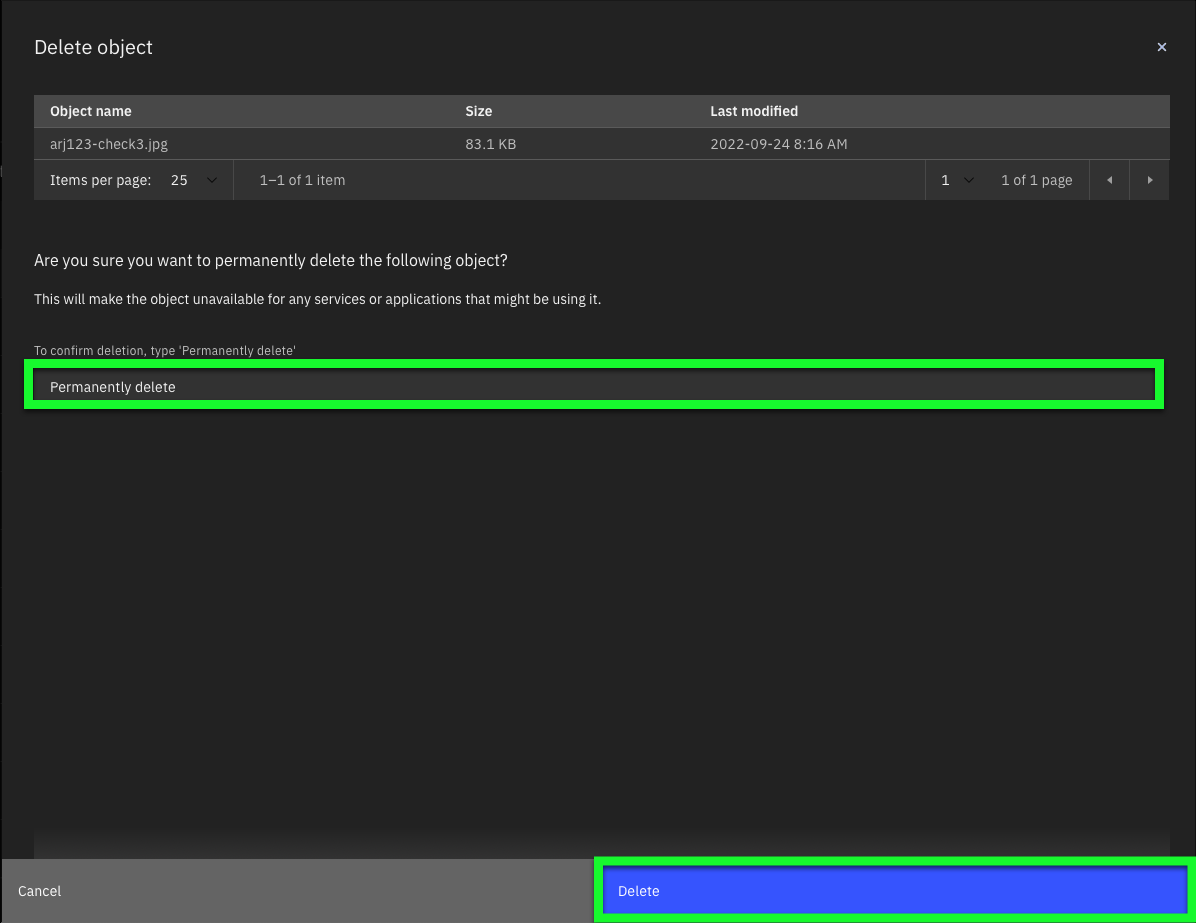 Delete object
Object name Size Last modified
arj123-check3.jpg 83.1 KB 2022-09-24 8:16 AM
Items per page: 25 1–1 of 1 item 1 1 of 1 page
Are you sure you want to permanently delete the following object?
This will make the object unavailable for any services or applications that might be using it.
To confirm deletion, type 'Permanently delete'
Permanently delete
Cancel Delete